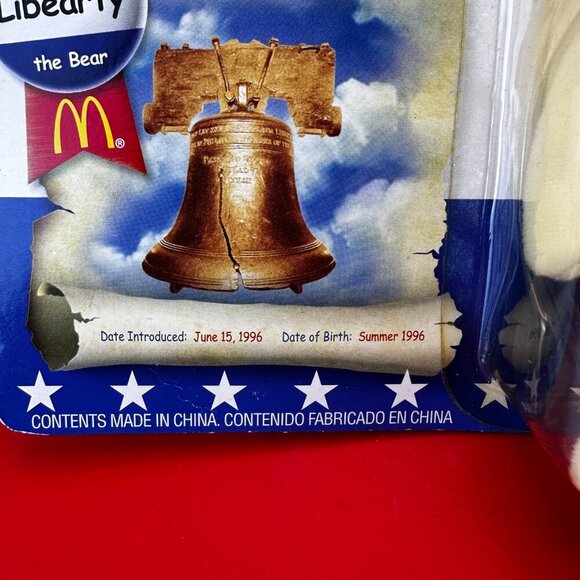 Libearty
the Bear
®
Date Introduced: June 15, 1996 Date of Birth: Summer 1996
CONTENTS MADE IN CHINA. CONTENIDO FABRICADO EN CHINA